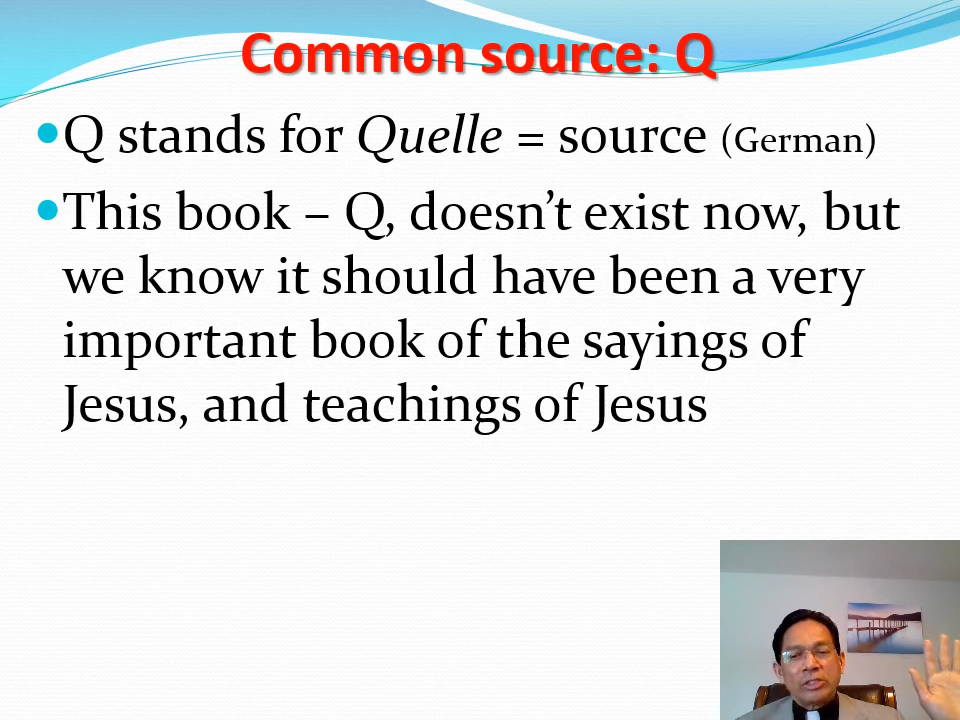 Common source: Q
Q stands for Quelle = source (German)
This book – Q, doesn’t exist now, but
we know it should have been a very
important book of the sayings of
Jesus, and teachings of Jesus